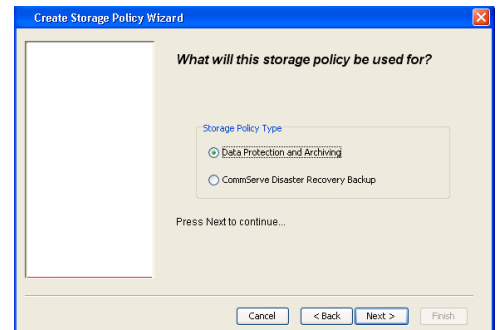 Create Storage Policy Wizard
What will this storage policy be used for?
Storage Policy Type
Data Protection and Archiving
CommServe Disaster Recovery Backup
Press Next to continue...
Cancel
< Back
Next >
Finish